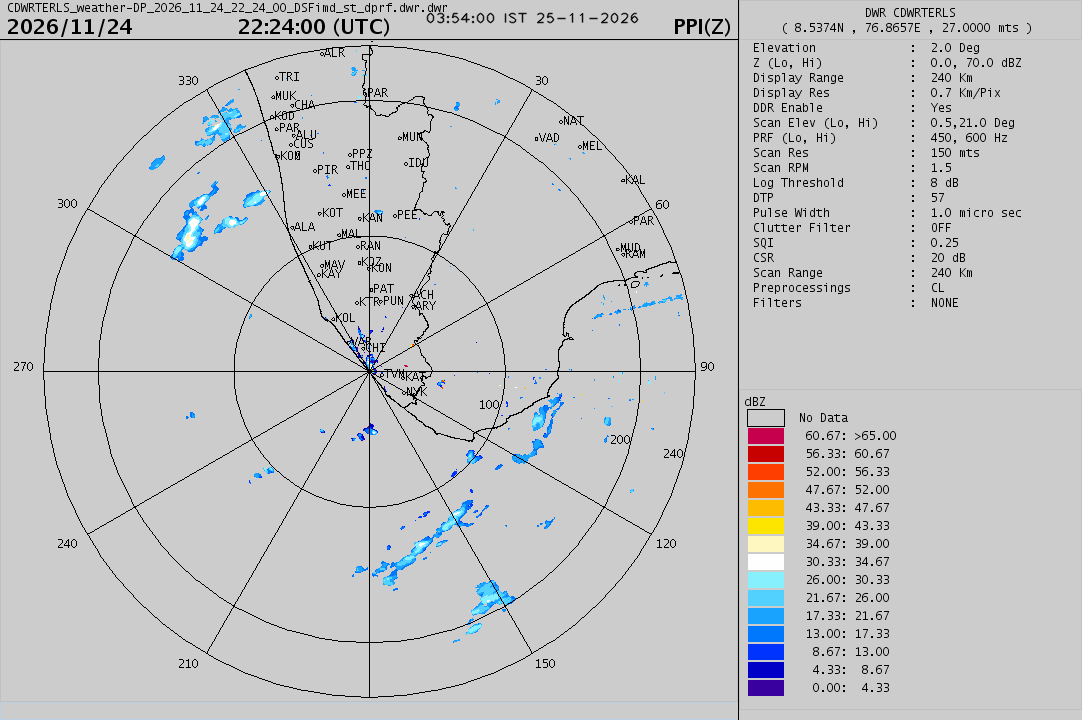 CDWRTERLS_weather-DP_2026_11_24_22_24_00_DSFimd_st_dprf.dwr.dwr
2026/11/24 22:24:00 (UTC) 03:54:00 IST 25-11-2026 PPI(Z)
DWR CDWRTERLS
( 8.5374N , 76.8657E , 27.0000 mts )
Elevation : 2.0 Deg
Z (Lo, Hi) : 0.0, 70.0 dBZ
Display Range : 240 Km
Display Res : 0.7 Km/Pix
DDR Enable : Yes
Scan Elev (Lo, Hi) : 0.5,21.0 Deg
PRF (Lo, Hi) : 450, 600 Hz
Scan Res : 150 mts
Scan RPM : 1.5
Log Threshold : 8 dB
DTP : 57
Pulse Width : 1.0 micro sec
Clutter Filter : OFF
SQI : 0.25
CSR : 20 dB
Scan Range : 240 Km
Preprocessings : CL
Filters : NONE
dBZ
No Data
60.67: >65.00
56.33: 60.67
52.00: 56.33
47.67: 52.00
43.33: 47.67
39.00: 43.33
34.67: 39.00
30.33: 34.67
26.00: 30.33
21.67: 26.00
17.33: 21.67
13.00: 17.33
8.67: 13.00
4.33: 8.67
0.00: 4.33
ALR
330 TRI 30
MUK PAR
CHA
KOD NAT
PAR
ALU MUN VAD
CUS MEL
KOM PPZ
THO IDU
PIR
KAL
MEE
300 60
KOT KAN PEE
PAR
ALA
MAL
KUT RAN MUD
RAM
MAV KOZ
KAY KON
PAT
ACH
KTR PUN ARY
KOL
VAR
CHI
270 90
TVM KAT
NYK
100
200
240
240 120
210 150